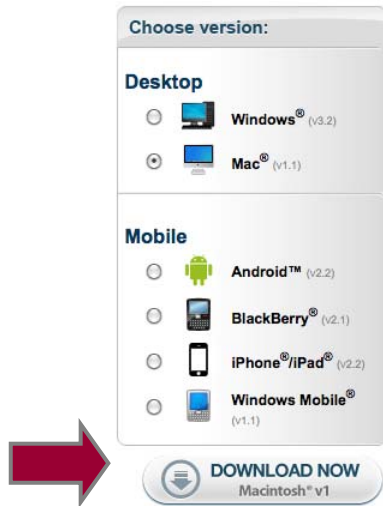 Choose version:
Desktop
Windows® (v3.2)
Mac® (v1.1)
Mobile
Android™ (v2.2)
BlackBerry® (v2.1)
iPhone®/iPad® (v2.2)
Windows Mobile®
(v1.1)
DOWNLOAD NOW
Macintosh® v1